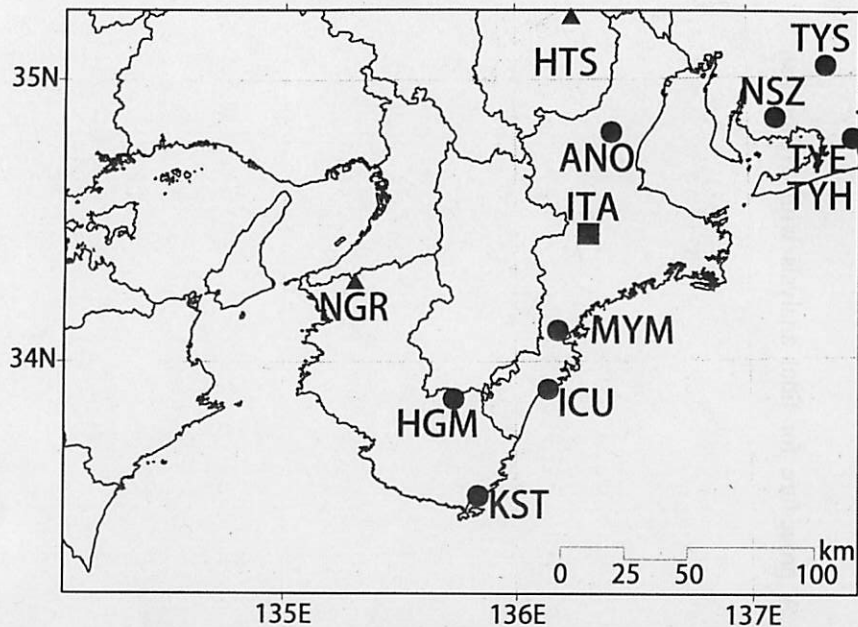 TYS
35N
HTS
NSZ
ANO
TYE
ITA
TYH
NGR
MYM
34N
HGM
ICU
KST
km
0 25 50 100
135E 136E 137E